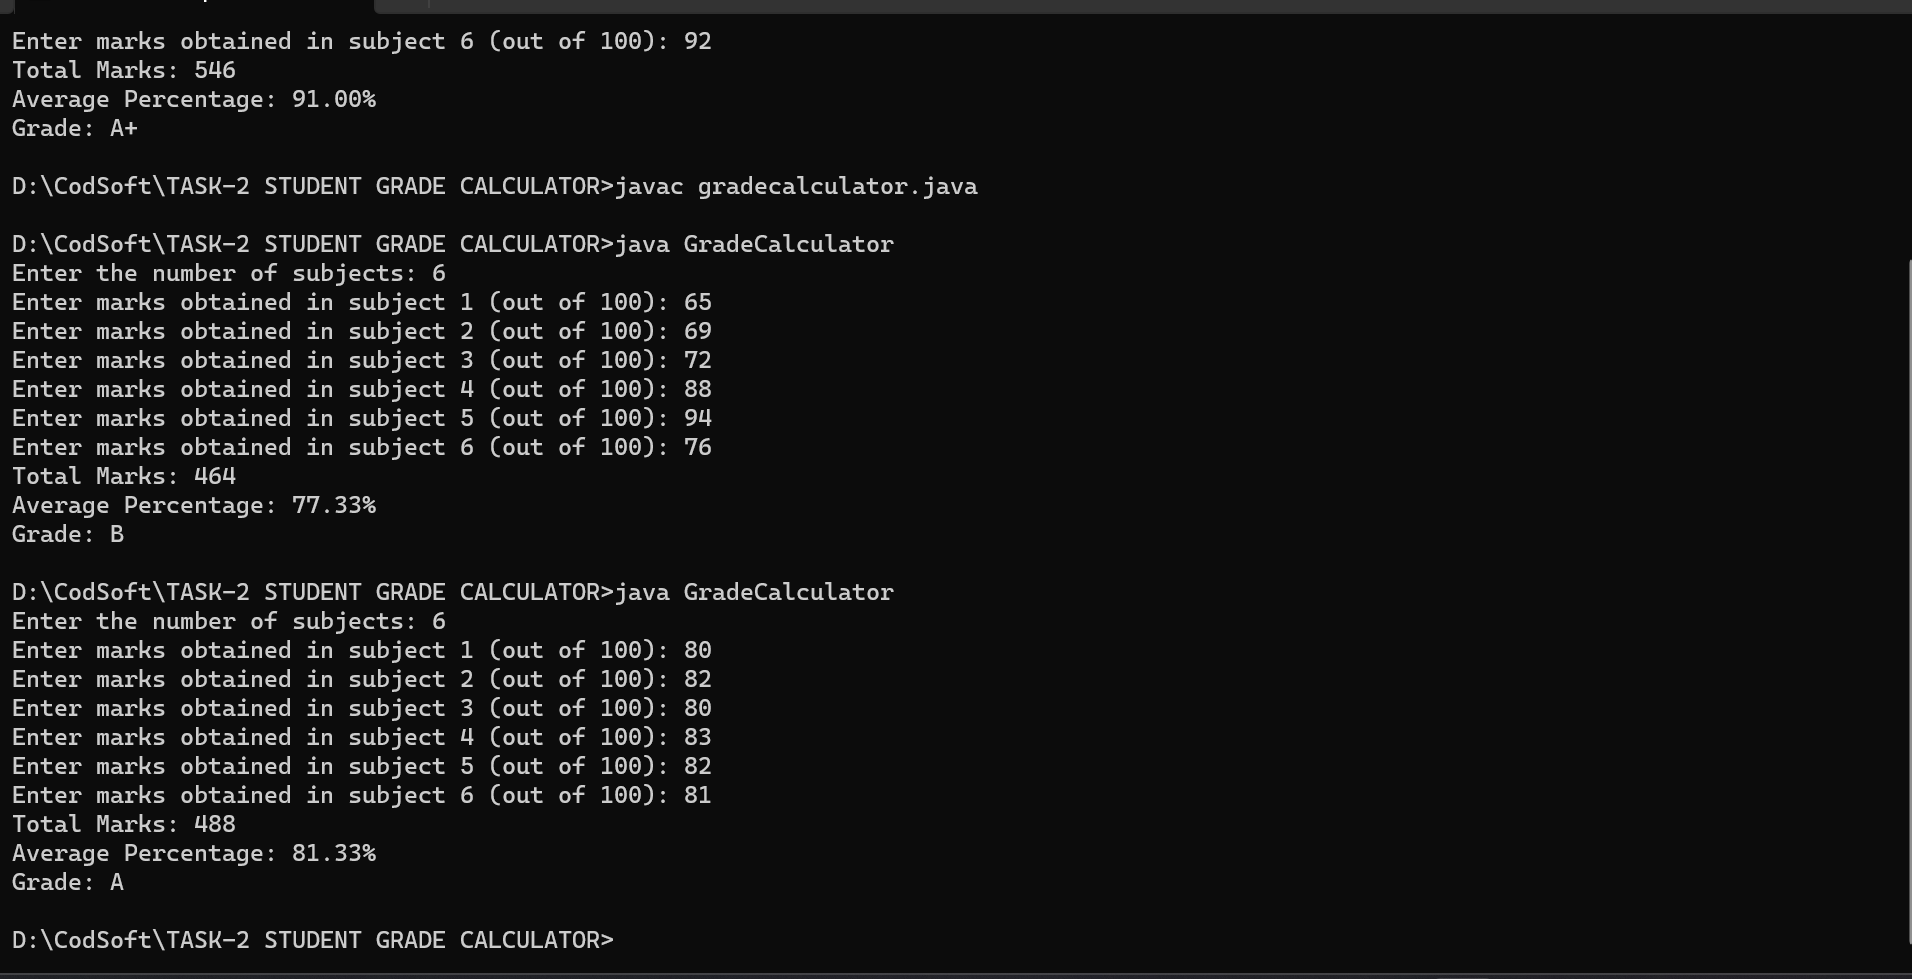 Enter marks obtained in subject 6 (out of 100): 92
Total Marks: 546
Average Percentage: 91.00%
Grade: A+
D:\CodSoft\TASK-2 STUDENT GRADE CALCULATOR>javac gradecalculator.java
D:\CodSoft\TASK-2 STUDENT GRADE CALCULATOR>java GradeCalculator
Enter the number of subjects: 6
Enter marks obtained in subject 1 (out of 100): 65
Enter marks obtained in subject 2 (out of 100): 69
Enter marks obtained in subject 3 (out of 100): 72
Enter marks obtained in subject 4 (out of 100): 88
Enter marks obtained in subject 5 (out of 100): 94
Enter marks obtained in subject 6 (out of 100): 76
Total Marks: 464
Average Percentage: 77.33%
Grade: B
D:\CodSoft\TASK-2 STUDENT GRADE CALCULATOR>java GradeCalculator
Enter the number of subjects: 6
Enter marks obtained in subject 1 (out of 100): 80
Enter marks obtained in subject 2 (out of 100): 82
Enter marks obtained in subject 3 (out of 100): 80
Enter marks obtained in subject 4 (out of 100): 83
Enter marks obtained in subject 5 (out of 100): 82
Enter marks obtained in subject 6 (out of 100): 81
Total Marks: 488
Average Percentage: 81.33%
Grade: A
D:\CodSoft\TASK-2 STUDENT GRADE CALCULATOR>